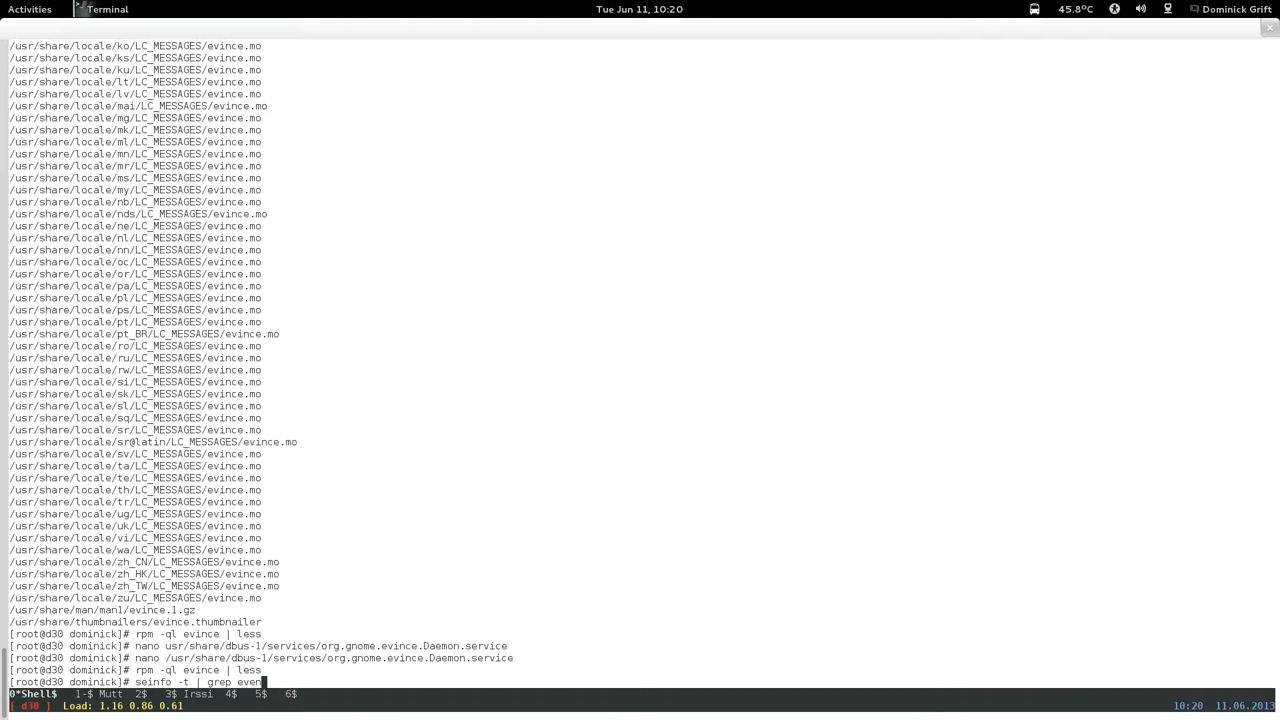 Activities Terminal Tue Jun 11, 10:20 45.8°C Dominick Grift
/usr/share/locale/ko/LC_MESSAGES/evince.mo
/usr/share/locale/ks/LC_MESSAGES/evince.mo
/usr/share/locale/ku/LC_MESSAGES/evince.mo
/usr/share/locale/lt/LC_MESSAGES/evince.mo
/usr/share/locale/lv/LC_MESSAGES/evince.mo
/usr/share/locale/mai/LC_MESSAGES/evince.mo
/usr/share/locale/mg/LC_MESSAGES/evince.mo
/usr/share/locale/mk/LC_MESSAGES/evince.mo
/usr/share/locale/ml/LC_MESSAGES/evince.mo
/usr/share/locale/mn/LC_MESSAGES/evince.mo
/usr/share/locale/mr/LC_MESSAGES/evince.mo
/usr/share/locale/ms/LC_MESSAGES/evince.mo
/usr/share/locale/my/LC_MESSAGES/evince.mo
/usr/share/locale/nb/LC_MESSAGES/evince.mo
/usr/share/locale/nds/LC_MESSAGES/evince.mo
/usr/share/locale/ne/LC_MESSAGES/evince.mo
/usr/share/locale/nl/LC_MESSAGES/evince.mo
/usr/share/locale/nn/LC_MESSAGES/evince.mo
/usr/share/locale/oc/LC_MESSAGES/evince.mo
/usr/share/locale/or/LC_MESSAGES/evince.mo
/usr/share/locale/pa/LC_MESSAGES/evince.mo
/usr/share/locale/pl/LC_MESSAGES/evince.mo
/usr/share/locale/ps/LC_MESSAGES/evince.mo
/usr/share/locale/pt/LC_MESSAGES/evince.mo
/usr/share/locale/pt_BR/LC_MESSAGES/evince.mo
/usr/share/locale/ro/LC_MESSAGES/evince.mo
/usr/share/locale/ru/LC_MESSAGES/evince.mo
/usr/share/locale/rw/LC_MESSAGES/evince.mo
/usr/share/locale/si/LC_MESSAGES/evince.mo
/usr/share/locale/sk/LC_MESSAGES/evince.mo
/usr/share/locale/sl/LC_MESSAGES/evince.mo
/usr/share/locale/sq/LC_MESSAGES/evince.mo
/usr/share/locale/sr/LC_MESSAGES/evince.mo
/usr/share/locale/sr@latin/LC_MESSAGES/evince.mo
/usr/share/locale/sv/LC_MESSAGES/evince.mo
/usr/share/locale/ta/LC_MESSAGES/evince.mo
/usr/share/locale/te/LC_MESSAGES/evince.mo
/usr/share/locale/th/LC_MESSAGES/evince.mo
/usr/share/locale/tr/LC_MESSAGES/evince.mo
/usr/share/locale/ug/LC_MESSAGES/evince.mo
/usr/share/locale/uk/LC_MESSAGES/evince.mo
/usr/share/locale/vi/LC_MESSAGES/evince.mo
/usr/share/locale/wa/LC_MESSAGES/evince.mo
/usr/share/locale/zh_CN/LC_MESSAGES/evince.mo
/usr/share/locale/zh_HK/LC_MESSAGES/evince.mo
/usr/share/locale/zh_TW/LC_MESSAGES/evince.mo
/usr/share/locale/zu/LC_MESSAGES/evince.mo
/usr/share/man/man1/evince.1.gz
/usr/share/thumbnailers/evince.thumbnailer
[root@d30 dominick]# rpm -ql evince | less
[root@d30 dominick]# nano usr/share/dbus-1/services/org.gnome.evince.Daemon.service
[root@d30 dominick]# nano /usr/share/dbus-1/services/org.gnome.evince.Daemon.service
[root@d30 dominick]# rpm -ql evince | less
[root@d30 dominick]# seinfo -t | grep even
0*Shell$ 1-$ Mutt 2$ 3$ Irssi 4$ 5$ 6$
[ d30 ] Load: 1.16 0.86 0.61 10:20 11.06.2013